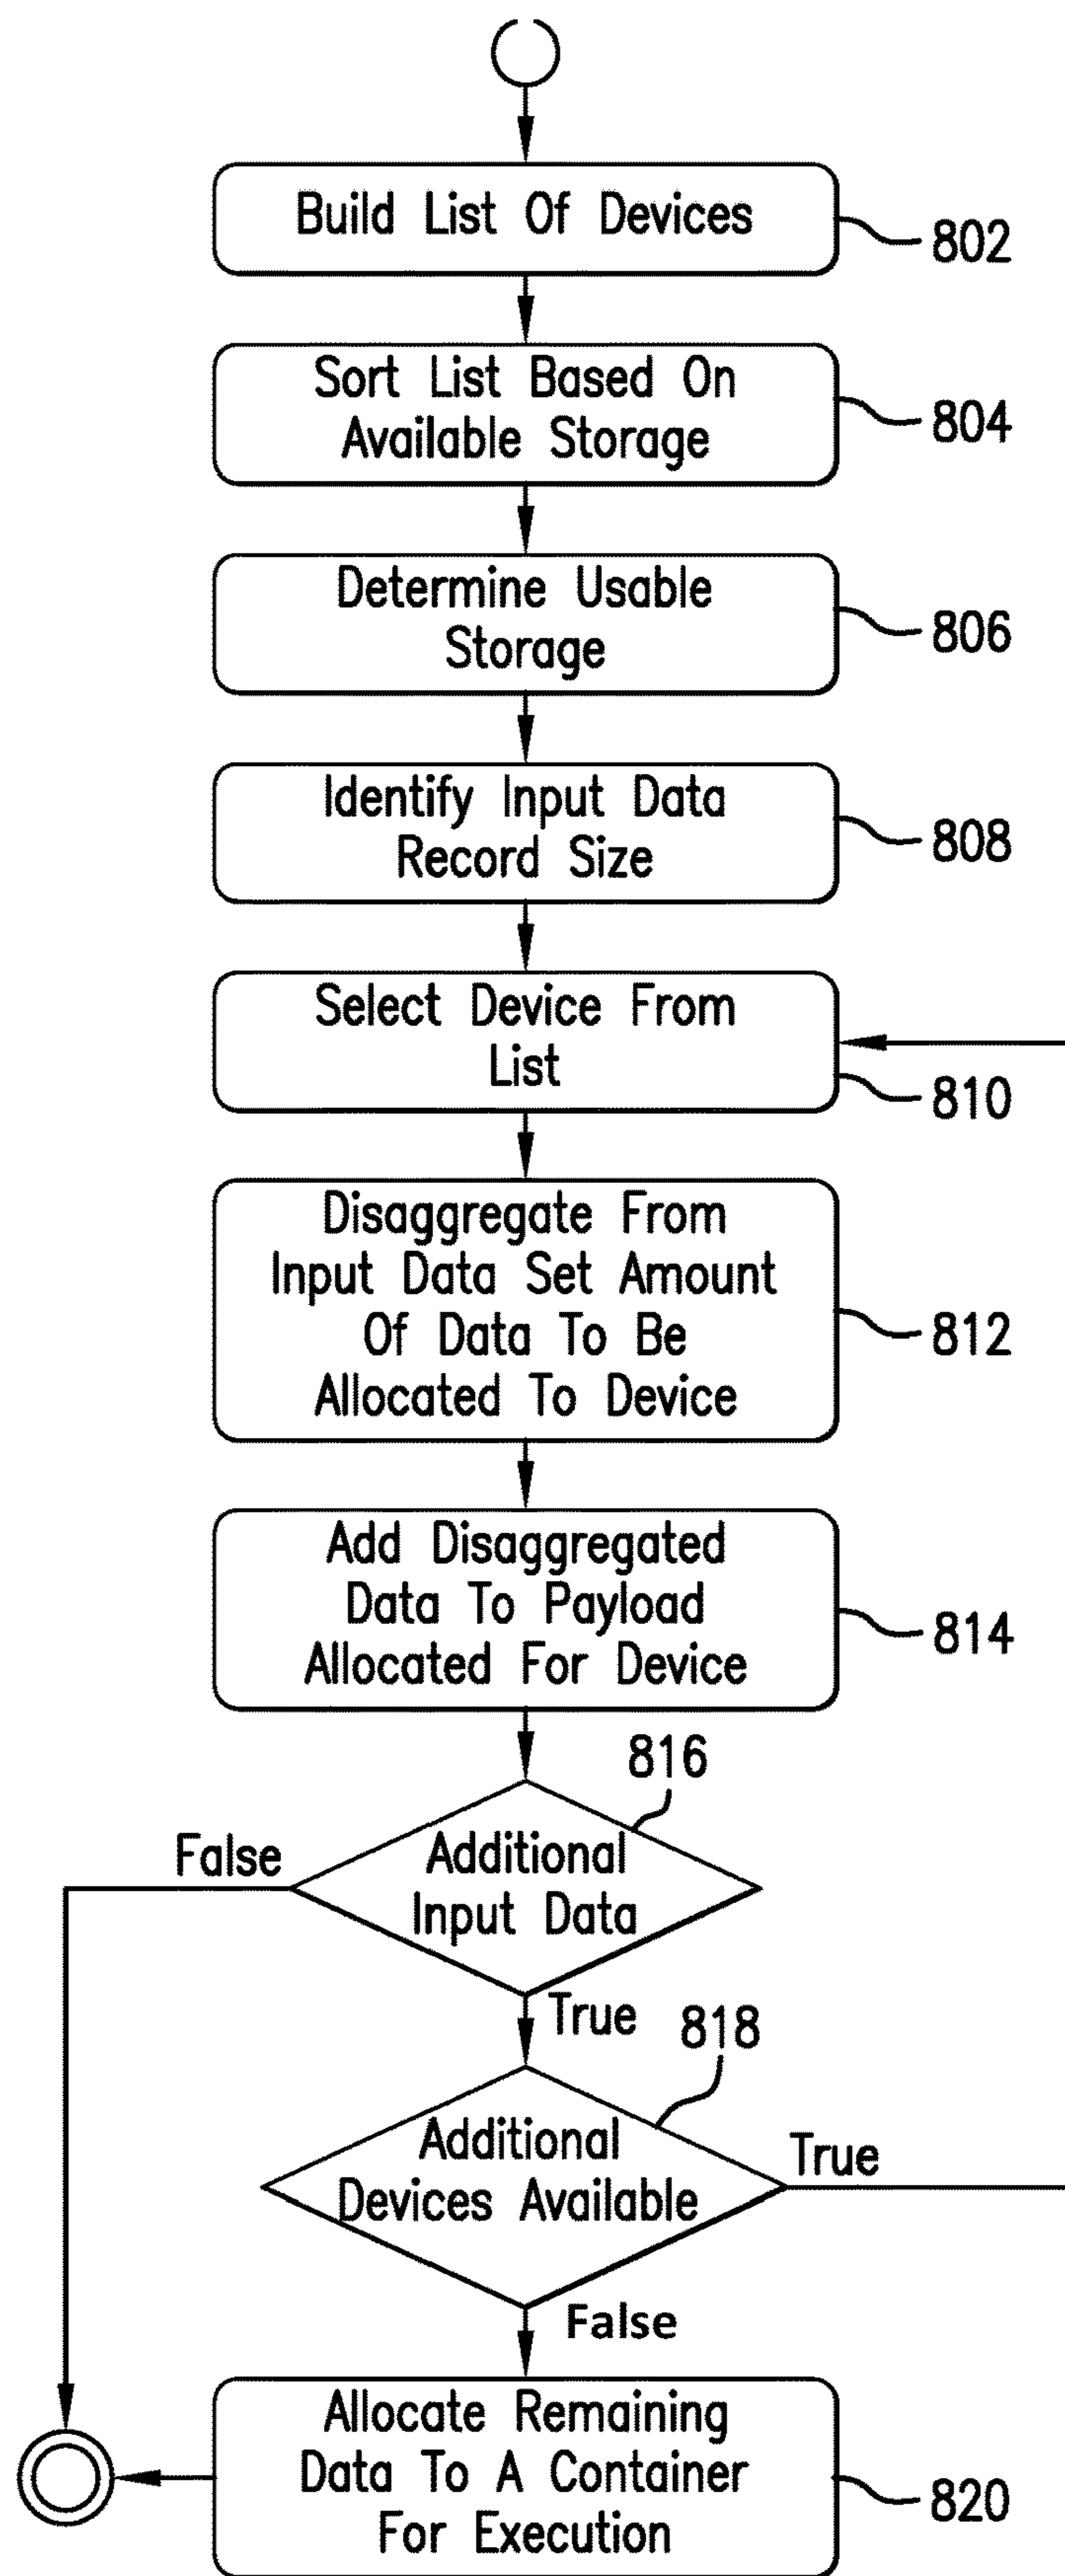 Build List Of Devices
802
Sort List Based On
Available Storage
804
Determine Usable
Storage
806
Identify Input Data
Record Size
808
Select Device From
List
810
Disaggregate From
Input Data Set Amount
Of Data To Be
Allocated To Device
812
Add Disaggregated
Data To Payload
Allocated For Device
814
816
False
Additional
Input Data
True
818
Additional
Devices Available
True
False
Allocate Remaining
Data To A Container
For Execution
820